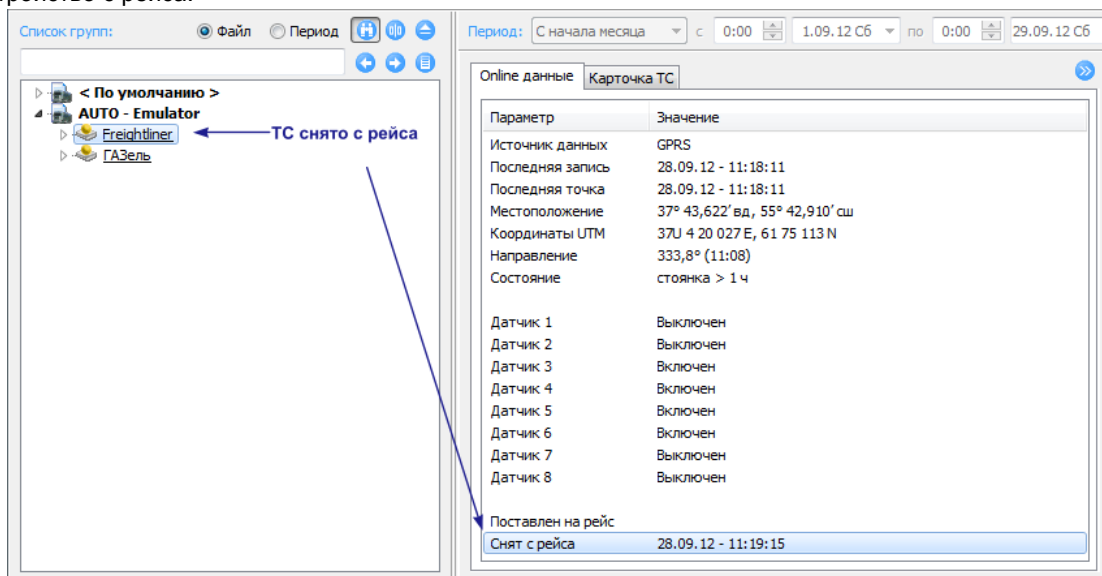 Список групп:
Файл
Период
< По умолчанию >
AUTO - Emulator
Freightliner
ГАЗель
ТС снято с рейса
Период:
С начала месяца
с
0:00
1.09.12 Сб
по
0:00
29.09.12 Сб
Online данные
Карточка ТС
Параметр Значение
Источник данных GPRS
Последняя запись 28.09.12 - 11:18:11
Последняя точка 28.09.12 - 11:18:11
Местоположение 37° 43,622′ вд, 55° 42,910′ сш
Координаты UTM 37U 4 20 027 E, 61 75 113 N
Направление 333,8° (11:08)
Состояние стоянка > 1 ч
Датчик 1 Выключен
Датчик 2 Выключен
Датчик 3 Включен
Датчик 4 Включен
Датчик 5 Включен
Датчик 6 Включен
Датчик 7 Выключен
Датчик 8 Выключен
Поставлен на рейс
Снят с рейса 28.09.12 - 11:19:15